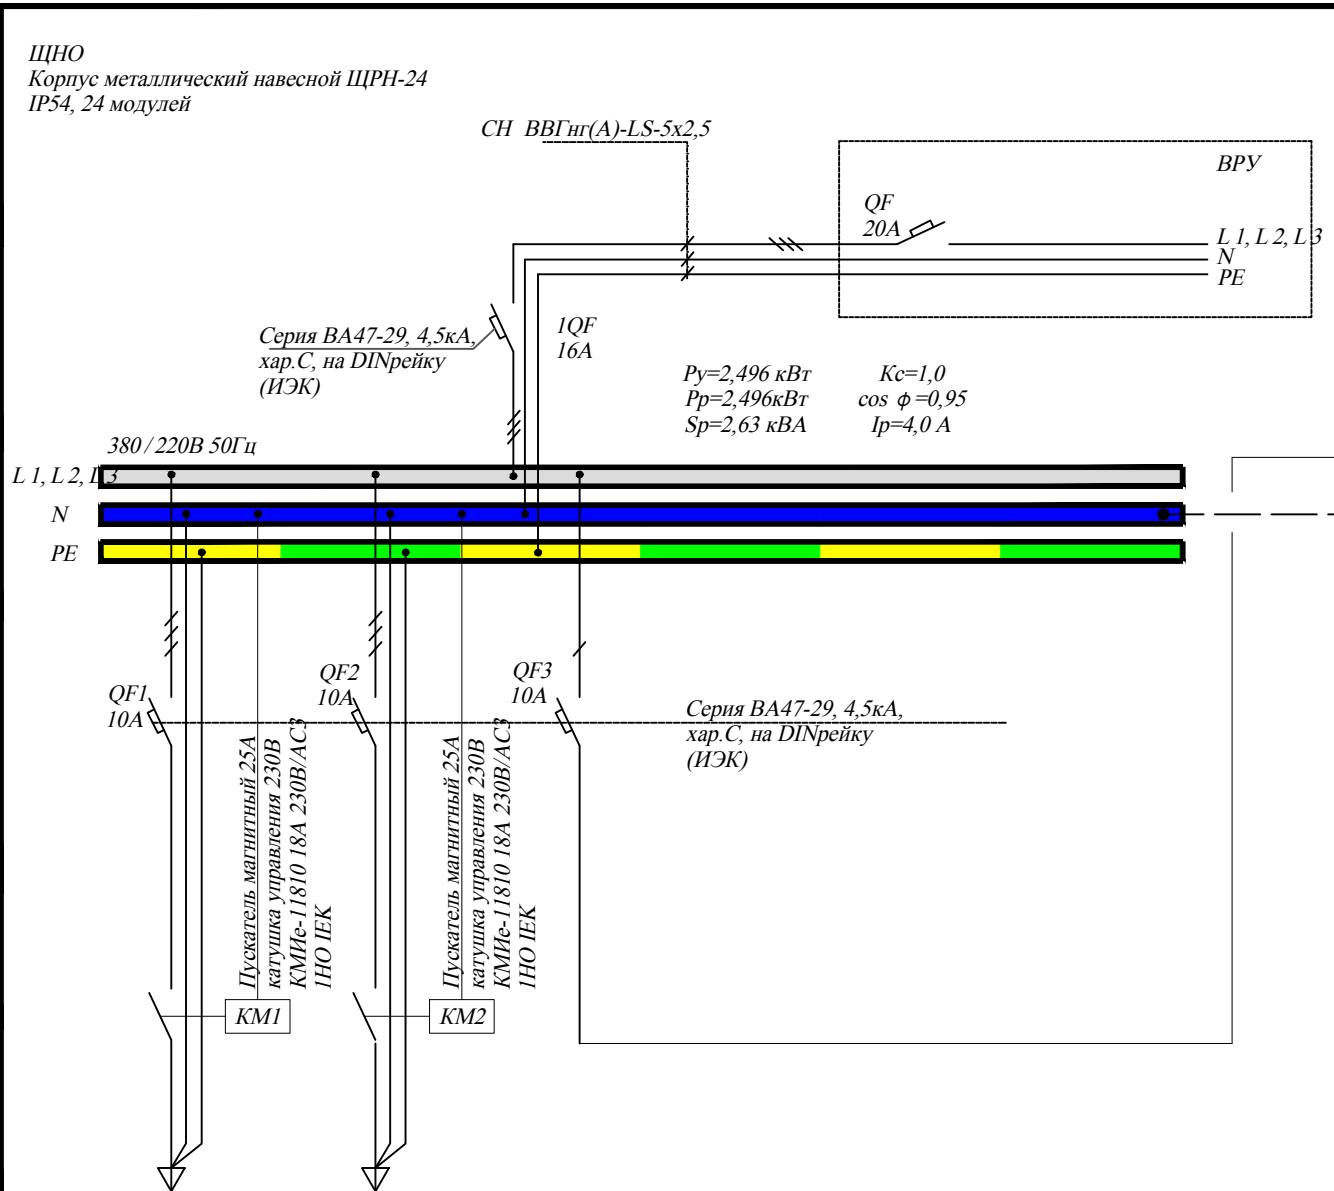 ЩНО
Корпус металлический навесной ЩРН-24
IP54, 24 модулей
СН ВВГнг(А)-LS-5х2,5
ВРУ
QF
20А
L 1, L 2, L 3
N
PE
1QF
16А
Серия ВА47-29, 4,5кА,
хар.С, на DINрейку
(ИЭК)
Ру=2,496 кВт
Кс=1,0
Рр=2,496кВт
cos φ =0,95
Sр=2,63 кВА
Iр=4,0 А
380 / 220В 50Гц
L 1, L 2, L 3
N
PE
QF1
10А
QF2
10А
QF3
10А
Серия ВА47-29, 4,5кА,
хар.С, на DINрейку
(ИЭК)
Пускатель магнитный 25А
катушка управления 230В
КМИе-11810 18А 230В/АС3
1НО IEK
Пускатель магнитный 25А
катушка управления 230В
КМИе-11810 18А 230В/АС3
1НО IEK
КМ1
КМ2